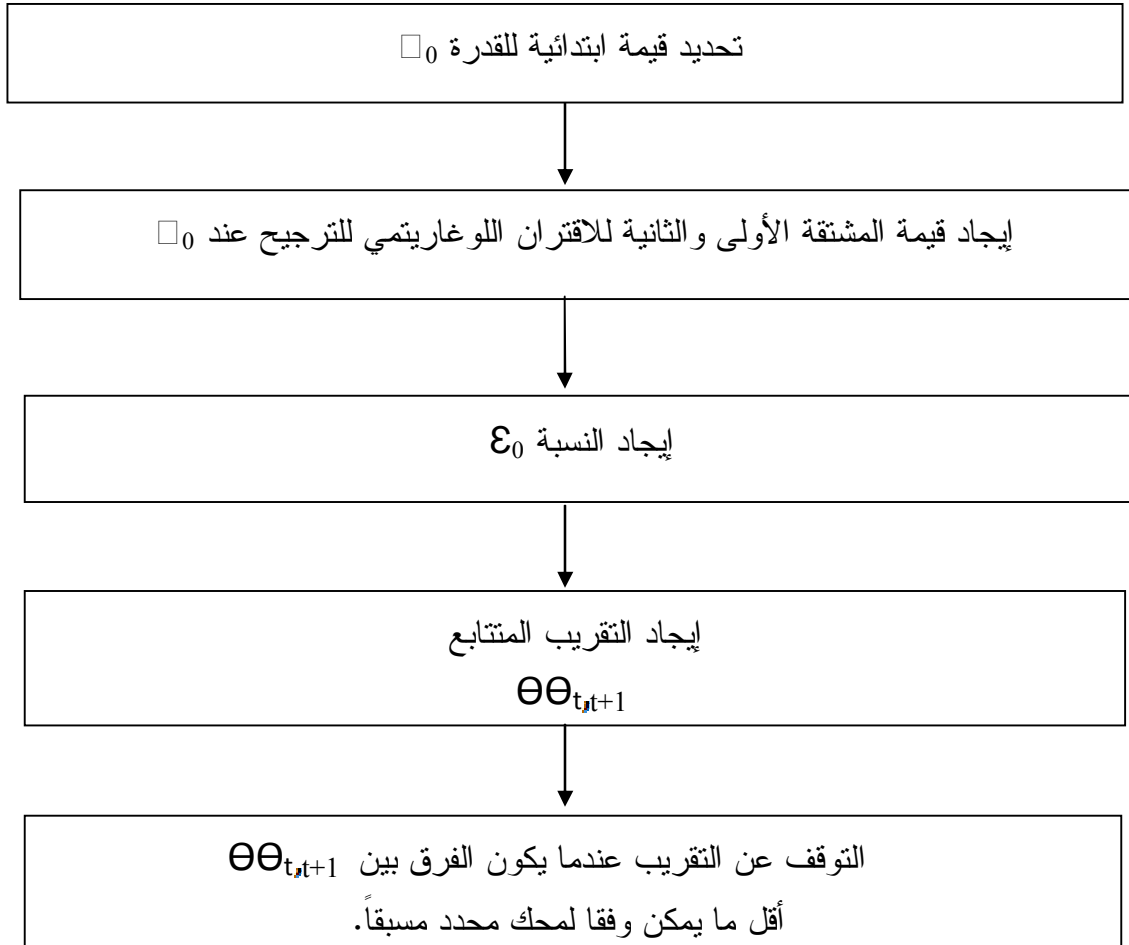 تحديد قيمة ابتدائية للقدرة □0
إيجاد قيمة المشتقة الأولى والثانية للاقتران اللوغاريتمي للترجيح عند □0
إيجاد النسبة Ɛ0
إيجاد التقريب المتتابع
ϴϴt,t+1
التوقف عن التقريب عندما يكون الفرق بين ϴϴt,t+1
أقل ما يمكن وفقا لمحك محدد مسبقاً.